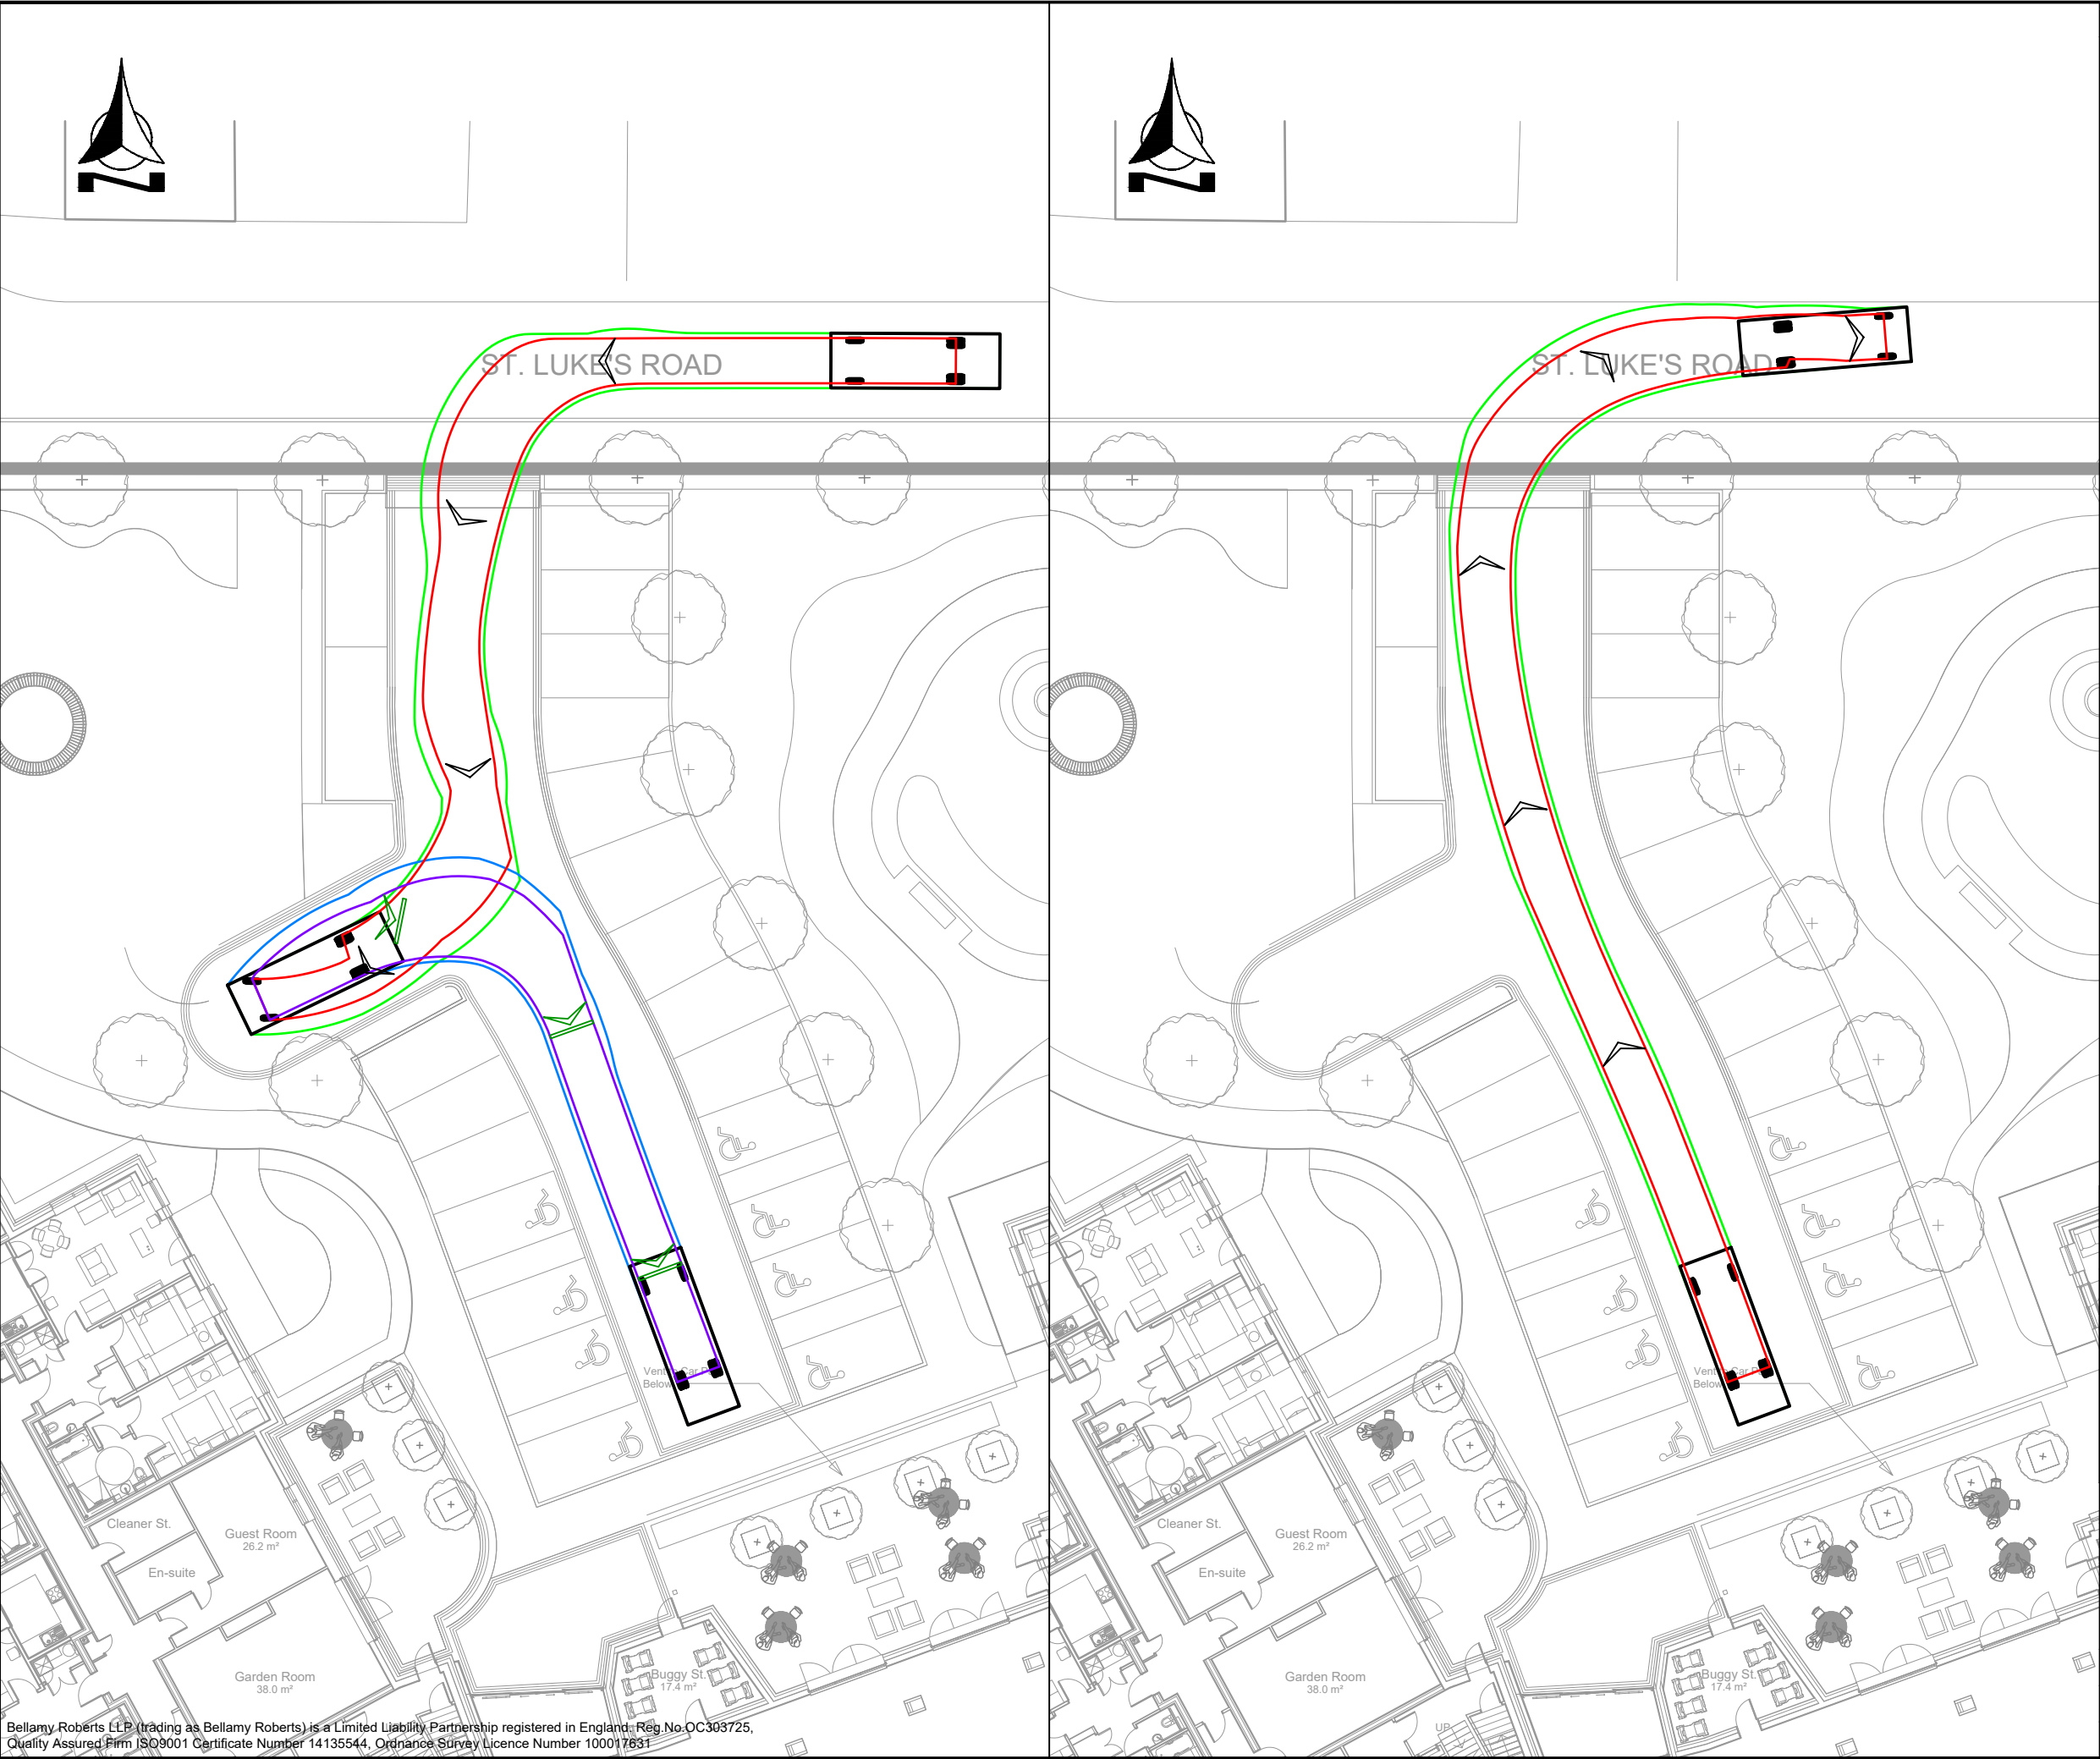 N
N
ST. LUKE'S ROAD
ST. LUKE'S ROAD
Below
Below
Cleaner St.
Guest Room
26.2 m²
En-suite
Garden Room
38.0 m²
Buggy St.
17.4 m²
Cleaner St.
Guest Room
26.2 m²
En-suite
Garden Room
38.0 m²
Buggy St.
17.4 m²
UP
Bellamy Roberts LLP (trading as Bellamy Roberts) is a Limited Liability Partnership registered in England. Reg.No.OC303725,
Quality Assured Firm ISO9001 Certificate Number 14135544, Ordnance Survey Licence Number 100017631